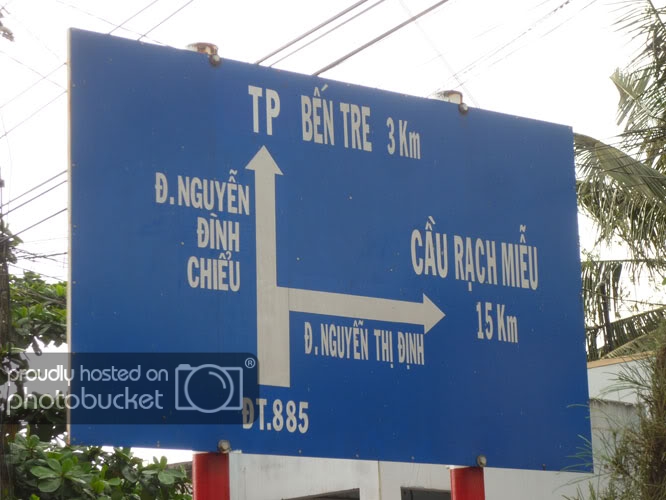 TP BẾN TRE 3 Km
Đ.NGUYỄN
ĐÌNH
CHIỂU
CẦU RẠCH MIỄU
15 Km
Đ.NGUYỄN THỊ ĐỊNH
ĐT.885
proudly hosted on
photobucket ®